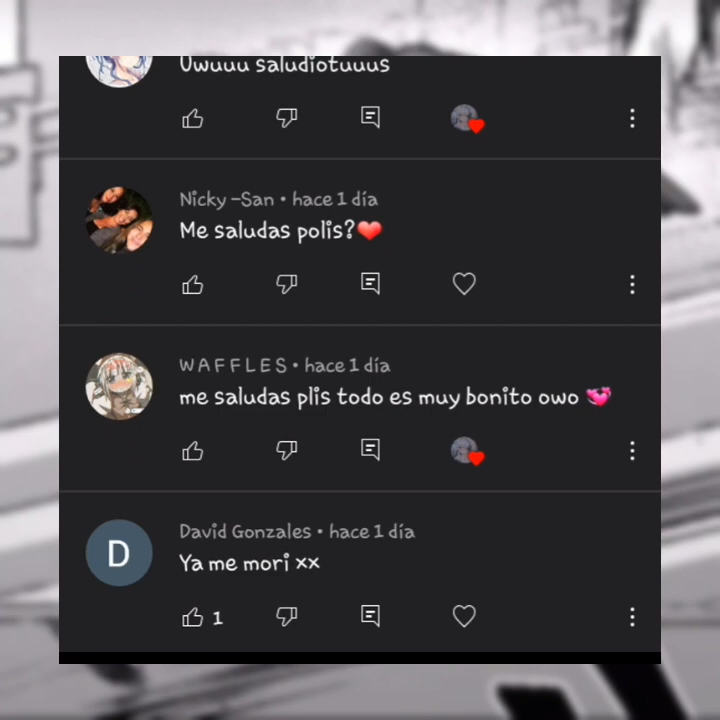 Uwuuu saludiotuuus
Nicky -San • hace 1 día
Me saludas polis?❤️
W A F F L E S • hace 1 día
me saludas plis todo es muy bonito owo 💞
D
David Gonzales • hace 1 día
Ya me mori xx
1